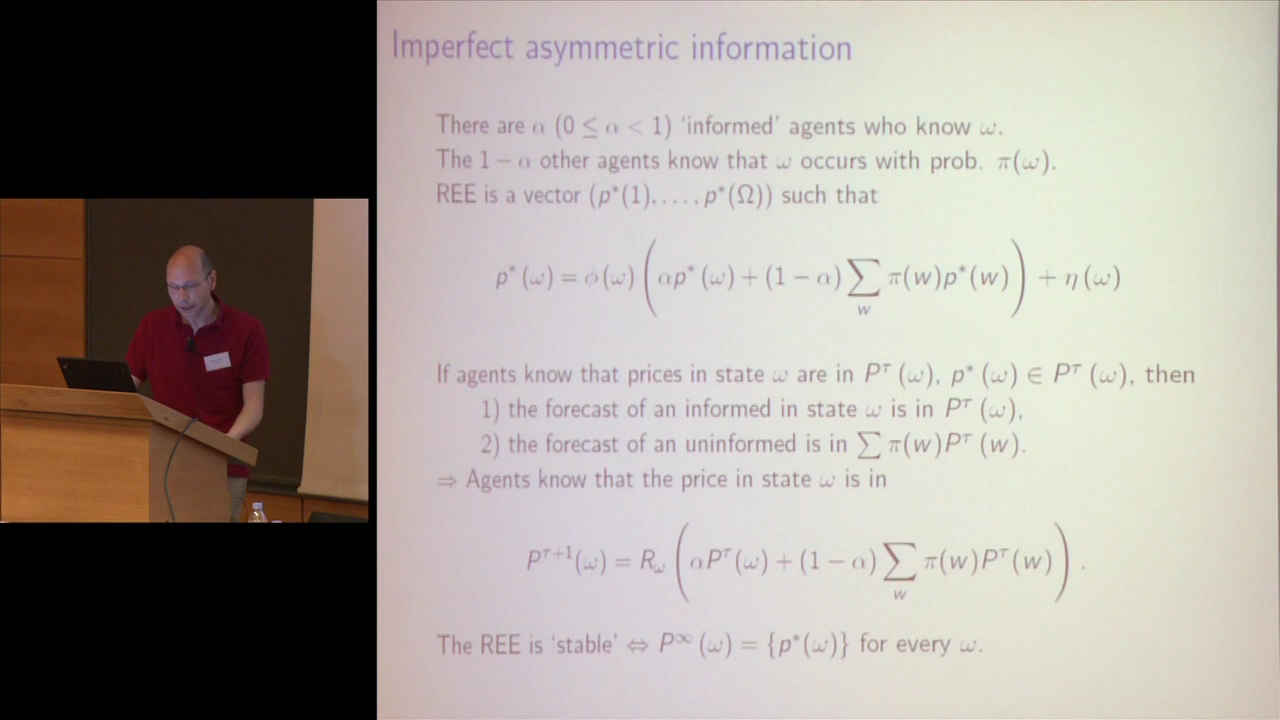 Imperfect asymmetric information
There are α (0 ≤ α < 1) 'informed' agents who know ω.
The 1 − α other agents know that ω occurs with prob. π(ω).
REE is a vector (p*(1), . . . , p*(Ω)) such that
p* (ω) = φ (ω) ( αp* (ω) + (1 − α) ∑_w π(w)p*(w) ) + η (ω)
If agents know that prices in state ω are in P^τ (ω), p* (ω) ∈ P^τ (ω), then
1) the forecast of an informed in state ω is in P^τ (ω),
2) the forecast of an uninformed is in ∑ π(w)P^τ (w).
⇒ Agents know that the price in state ω is in
P^{τ+1}(ω) = R_ω ( αP^τ(ω) + (1 − α) ∑_w π(w)P^τ(w) ) .
The REE is 'stable' ⇔ P^∞ (ω) = {p*(ω)} for every ω.